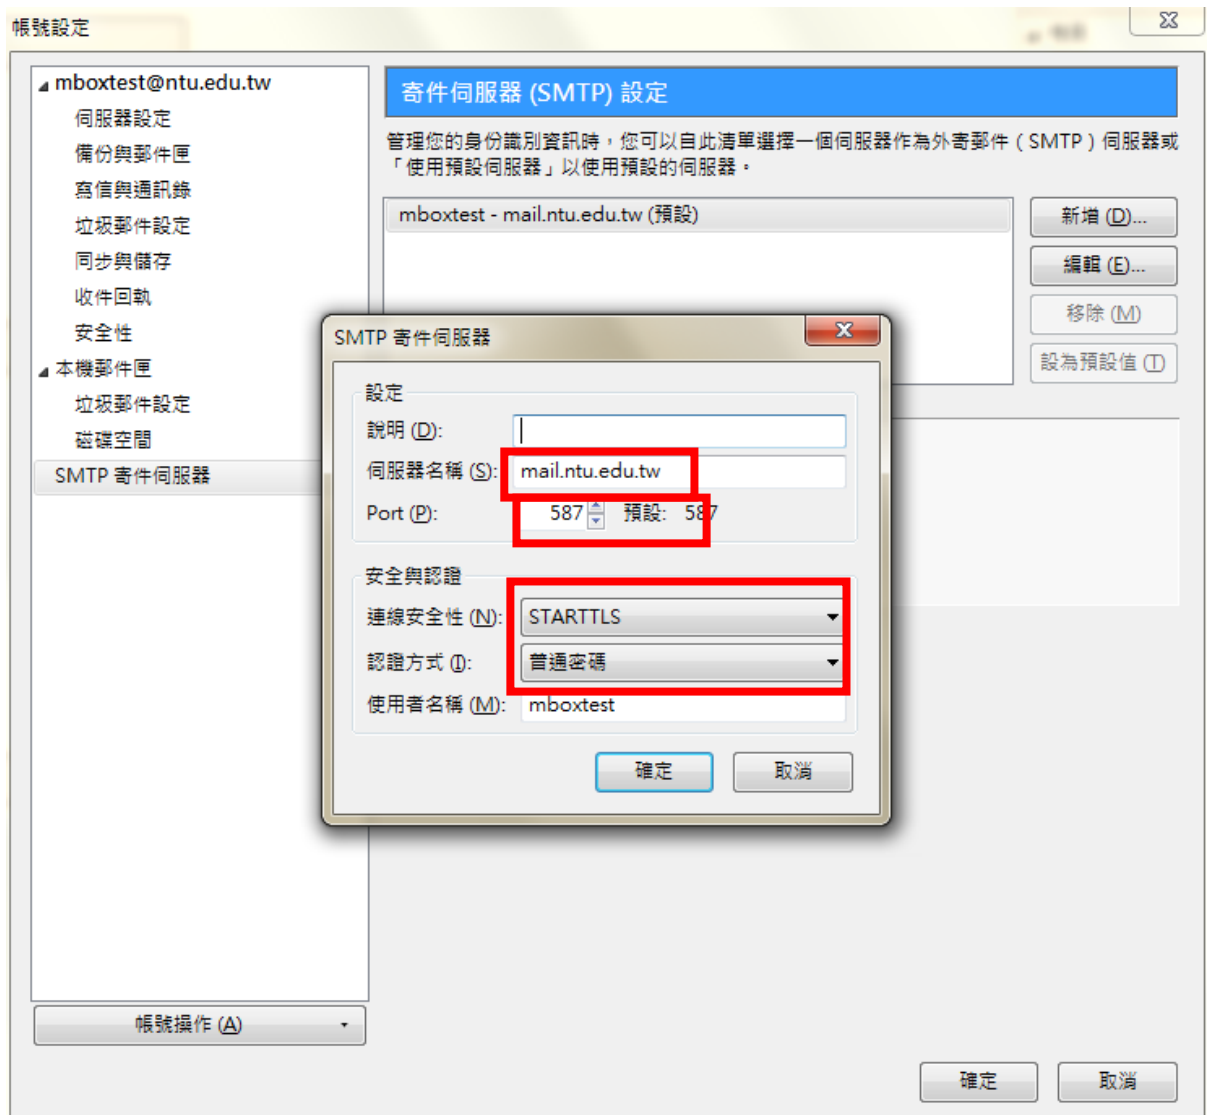 帳號設定
mboxtest@ntu.edu.tw
伺服器設定
備份與郵件匣
寫信與通訊錄
垃圾郵件設定
同步與儲存
收件回執
安全性
本機郵件匣
垃圾郵件設定
磁碟空間
SMTP 寄件伺服器
帳號操作 (A)
寄件伺服器 (SMTP) 設定
管理您的身份識別資訊時，您可以自此清單選擇一個伺服器作為外寄郵件 ( SMTP ) 伺服器或
「使用預設伺服器」以使用預設的伺服器。
mboxtest - mail.ntu.edu.tw (預設)
新增 (D)...
編輯 (E)...
移除 (M)
設為預設值 (T)
SMTP 寄件伺服器
設定
說明 (D):
伺服器名稱 (S): mail.ntu.edu.tw
Port (P): 587 預設: 587
安全與認證
連線安全性 (N): STARTTLS
認證方式 (I): 普通密碼
使用者名稱 (M): mboxtest
確定 取消
確定 取消